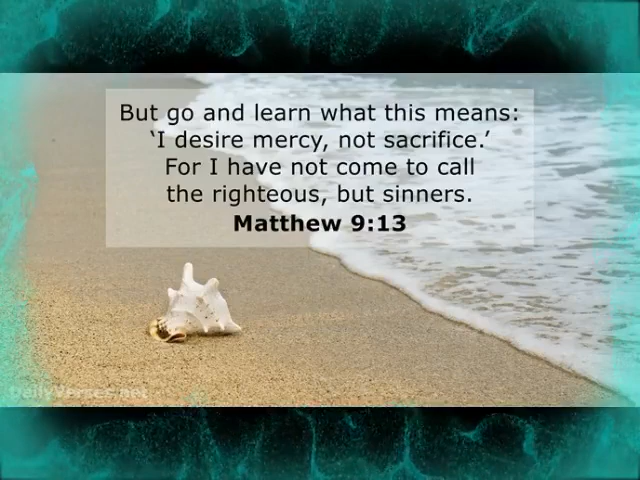 But go and learn what this means:
‘I desire mercy, not sacrifice.’
For I have not come to call
the righteous, but sinners.
Matthew 9:13
DailyVerses.net